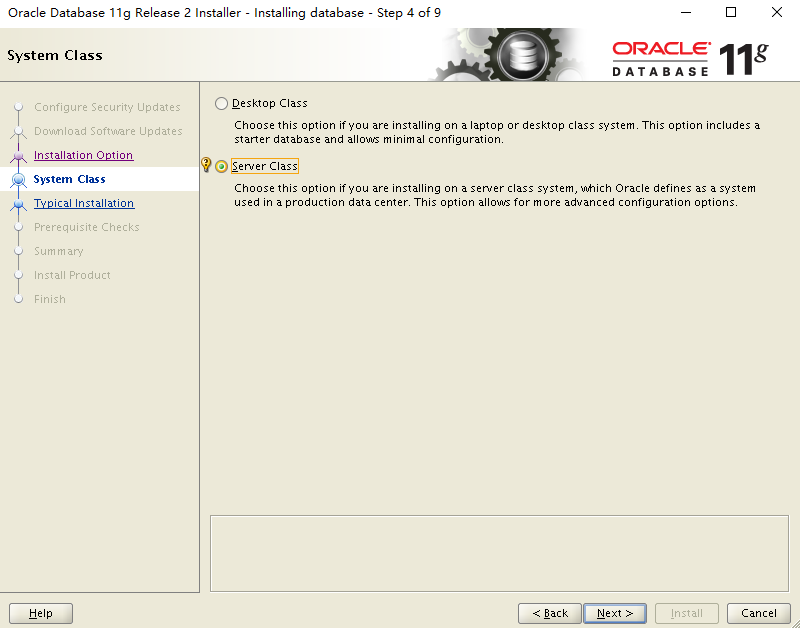 Oracle Database 11g Release 2 Installer - Installing database - Step 4 of 9
System Class
ORACLE
DATABASE
11g
Configure Security Updates
Download Software Updates
Installation Option
System Class
Typical Installation
Prerequisite Checks
Summary
Install Product
Finish
Desktop Class
Choose this option if you are installing on a laptop or desktop class system. This option includes a
starter database and allows minimal configuration.
Server Class
Choose this option if you are installing on a server class system, which Oracle defines as a system
used in a production data center. This option allows for more advanced configuration options.
Help
< Back
Next >
Install
Cancel